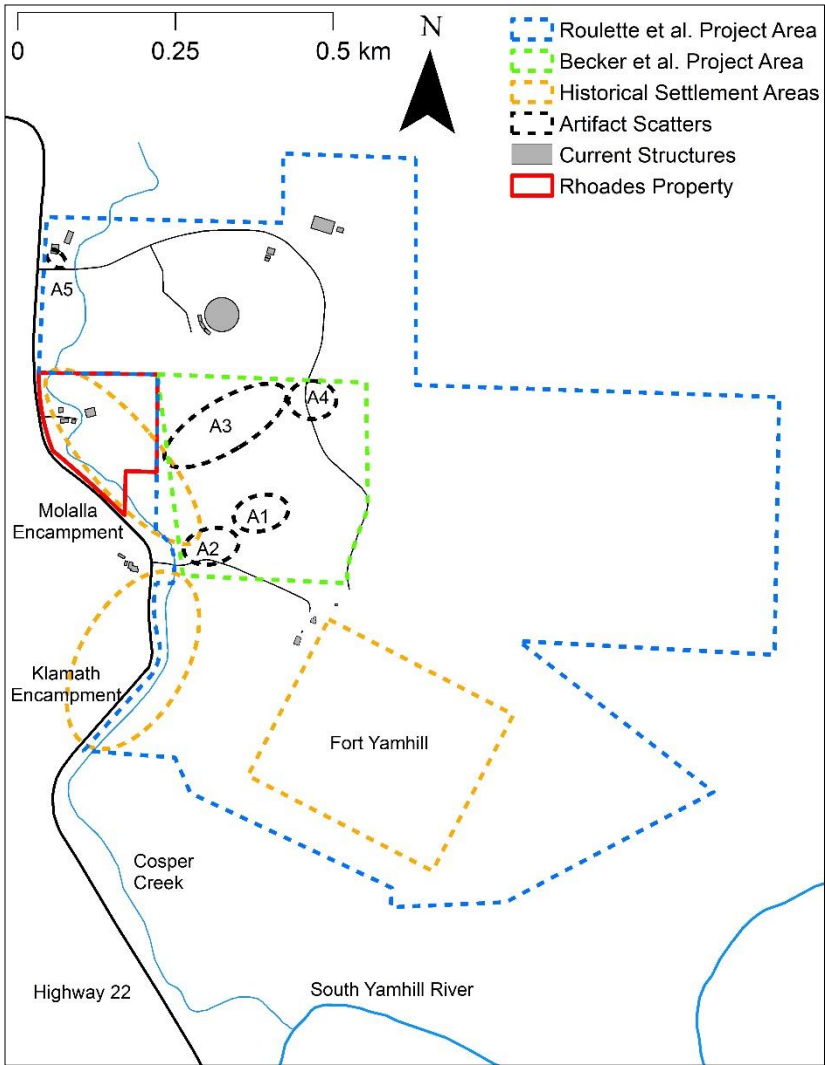 0 0.25 0.5 km
N
Roulette et al. Project Area
Becker et al. Project Area
Historical Settlement Areas
Artifact Scatters
Current Structures
Rhoades Property
A5
A4
A3
A1
A2
Molalla
Encampment
Klamath
Encampment
Fort Yamhill
Cosper
Creek
Highway 22
South Yamhill River